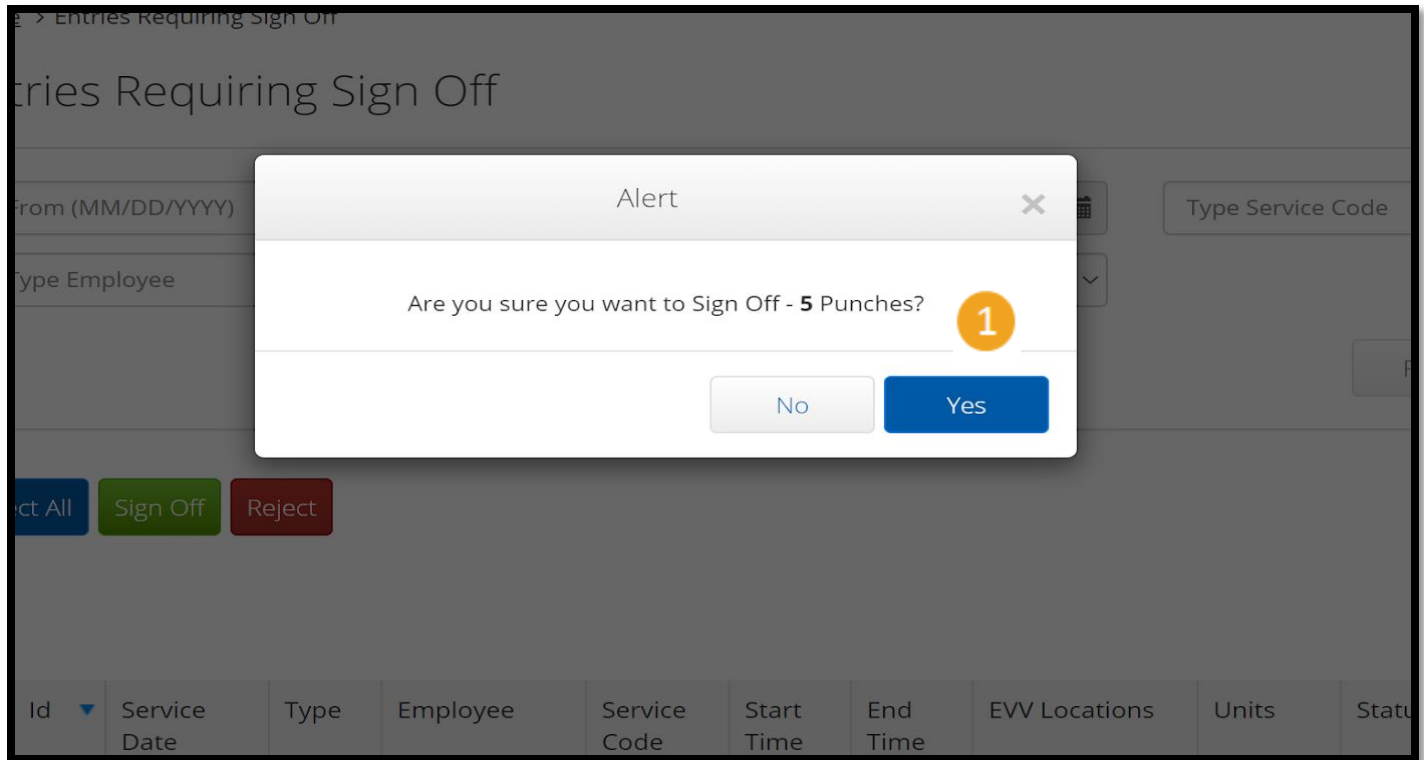 > Entries Requiring Sign Off
tries Requiring Sign Off
Alert ×
From (MM/DD/YYYY)
Type Service Code
Type Employee
Are you sure you want to Sign Off - 5 Punches?
1
No Yes
ct All Sign Off Reject
Id Service Date Type Employee Service Code Start Time End Time EVV Locations Units Statu